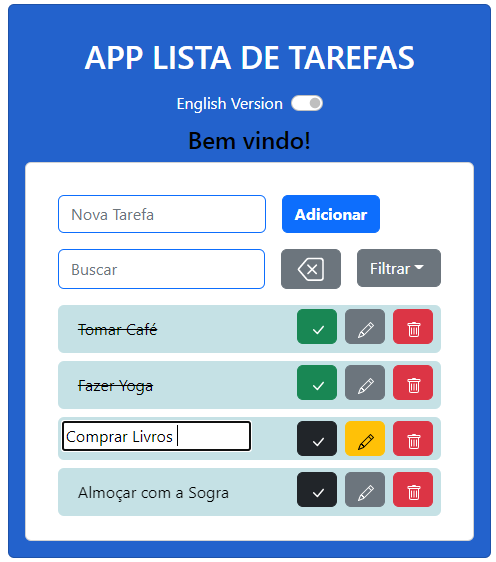 APP LISTA DE TAREFAS
English Version
Bem vindo!
Nova Tarefa
Adicionar
Buscar
Filtrar
Tomar Café
Fazer Yoga
Comprar Livros
Almoçar com a Sogra